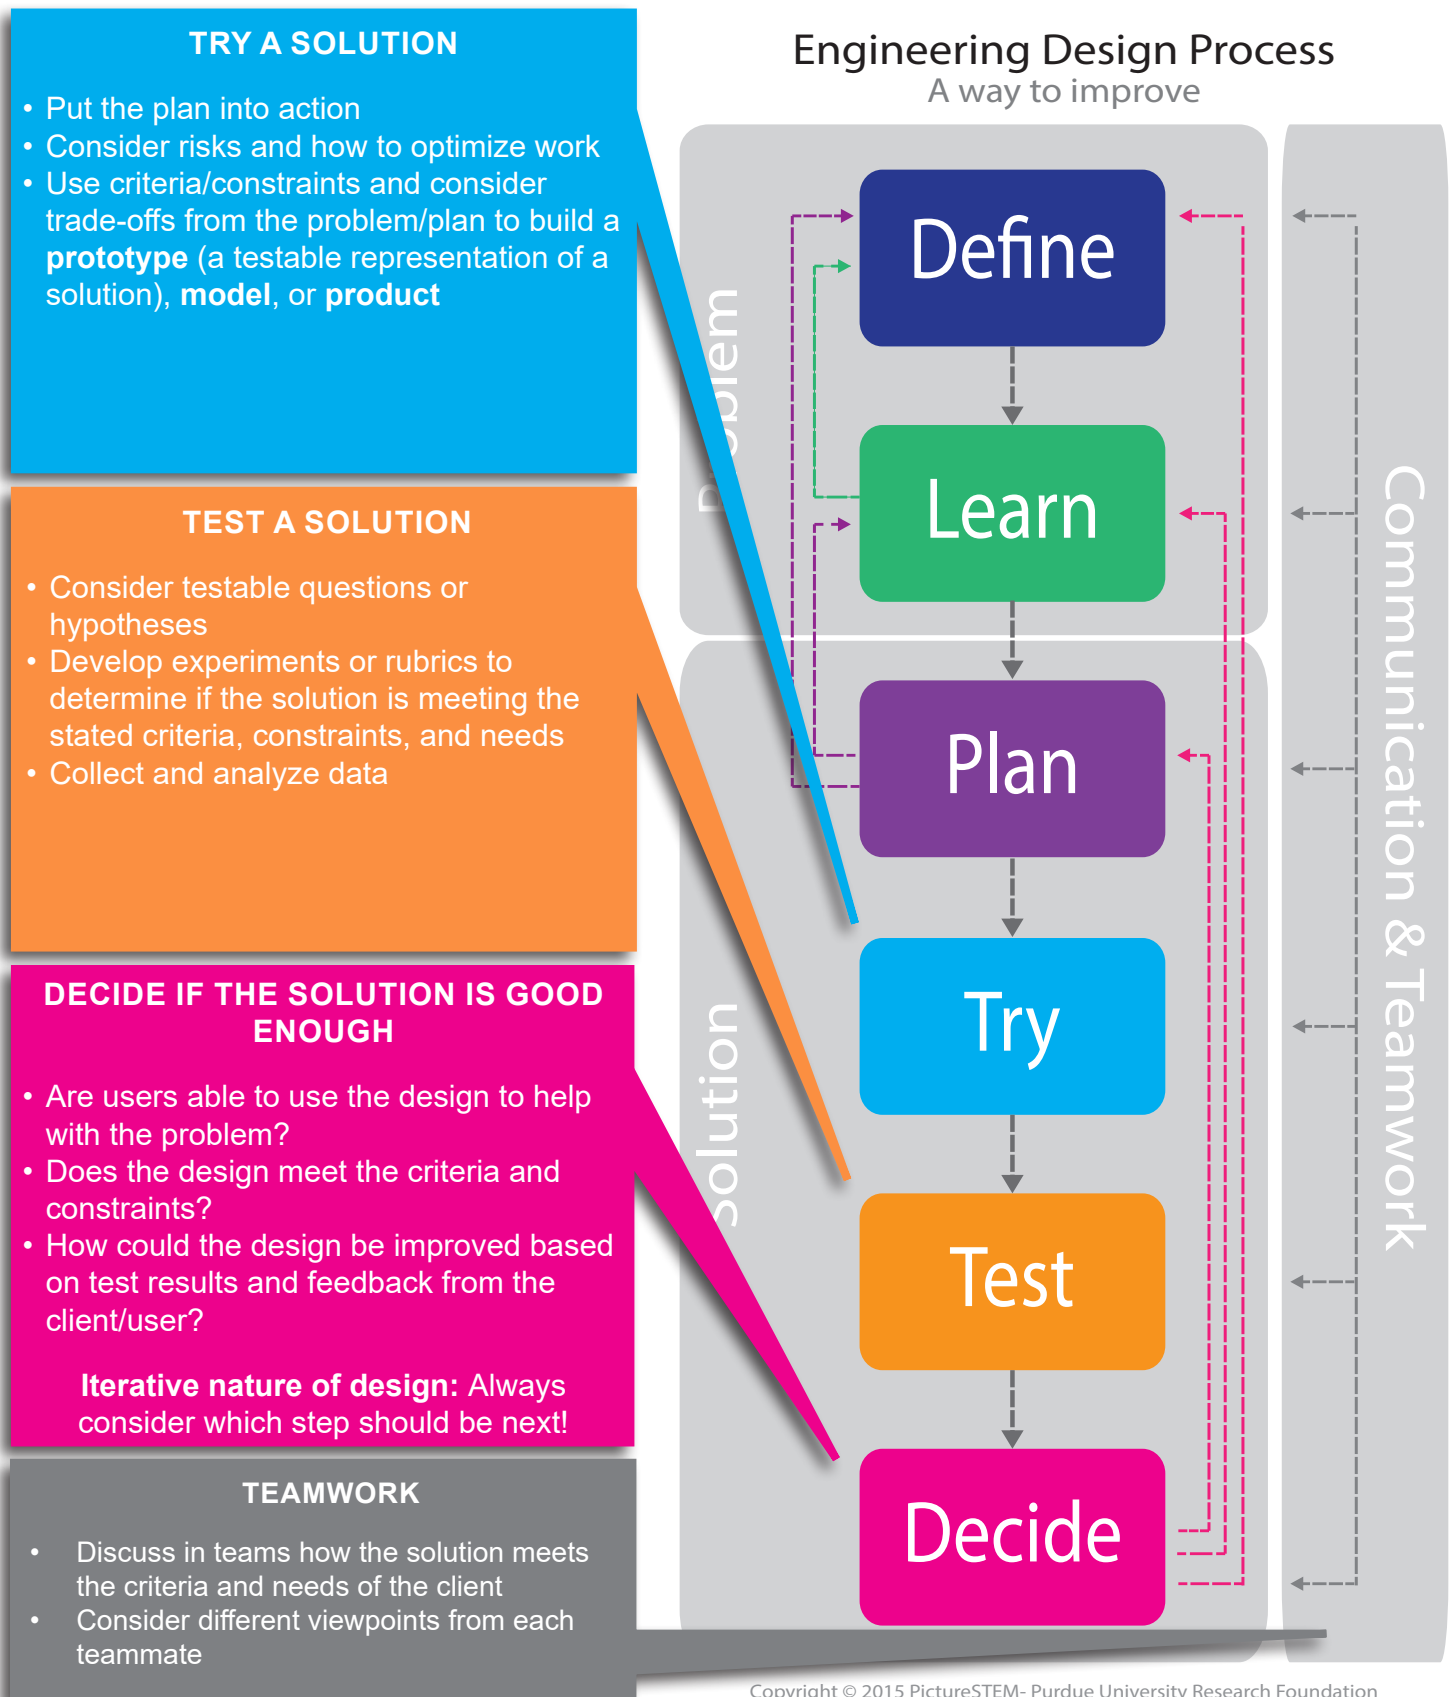 TRY A SOLUTION
• Put the plan into action
• Consider risks and how to optimize work
• Use criteria/constraints and consider
trade-offs from the problem/plan to build a
prototype (a testable representation of a
solution), model, or product
TEST A SOLUTION
• Consider testable questions or
hypotheses
• Develop experiments or rubrics to
determine if the solution is meeting the
stated criteria, constraints, and needs
• Collect and analyze data
DECIDE IF THE SOLUTION IS GOOD
ENOUGH
• Are users able to use the design to help
with the problem?
• Does the design meet the criteria and
constraints?
• How could the design be improved based
on test results and feedback from the
client/user?
Iterative nature of design: Always
consider which step should be next!
TEAMWORK
• Discuss in teams how the solution meets
the criteria and needs of the client
• Consider different viewpoints from each
teammate
Engineering Design Process
A way to improve
Problem
Define
Learn
Solution
Plan
Try
Test
Decide
Communication & Teamwork
Copyright © 2015 PictureSTEM- Purdue University Research Foundation